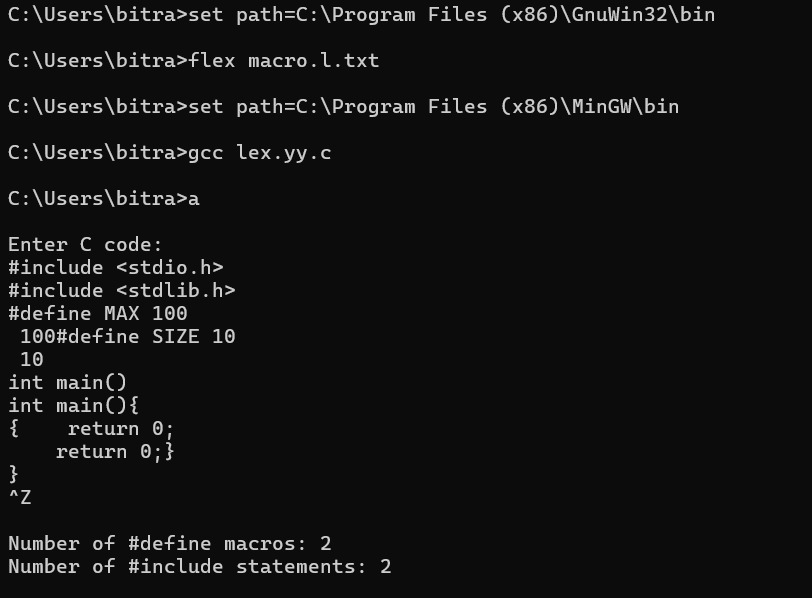 C:\Users\bitra>set path=C:\Program Files (x86)\GnuWin32\bin
C:\Users\bitra>flex macro.l.txt
C:\Users\bitra>set path=C:\Program Files (x86)\MinGW\bin
C:\Users\bitra>gcc lex.yy.c
C:\Users\bitra>a
Enter C code:
#include <stdio.h>
#include <stdlib.h>
#define MAX 100
 100#define SIZE 10
 10
int main()
int main(){
{    return 0;
    return 0;}
}
^Z
Number of #define macros: 2
Number of #include statements: 2